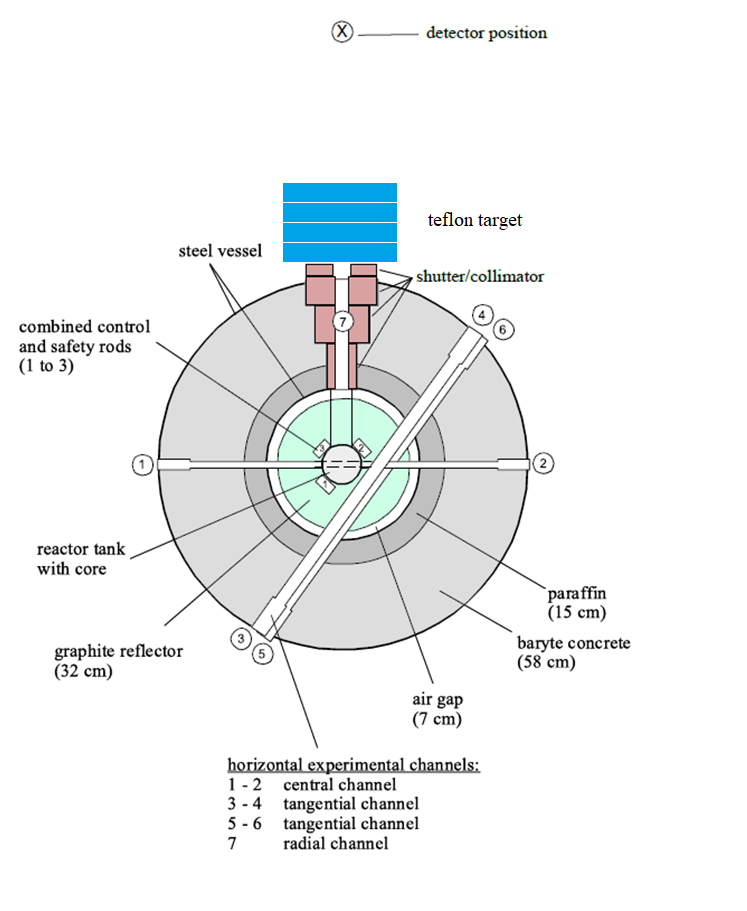 X
detector position
teflon target
steel vessel
shutter/collimator
7
4
6
combined control
and safety rods
(1 to 3)
3
2
1
2
1
reactor tank
with core
paraffin
(15 cm)
graphite reflector
(32 cm)
3
5
baryte concrete
(58 cm)
air gap
(7 cm)
horizontal experimental channels:
1 - 2 central channel
3 - 4 tangential channel
5 - 6 tangential channel
7 radial channel